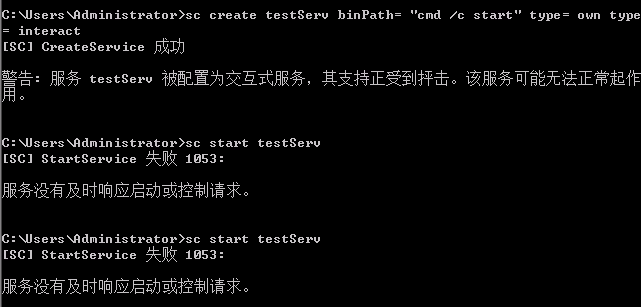 C:\Users\Administrator>sc create testServ binPath= "cmd /c start" type= own type
= interact
[SC] CreateService 成功
警告: 服务 testServ 被配置为交互式服务，其支持正受到抨击。该服务可能无法正常起作
用。
C:\Users\Administrator>sc start testServ
[SC] StartService 失败 1053:
服务没有及时响应启动或控制请求。
C:\Users\Administrator>sc start testServ
[SC] StartService 失败 1053:
服务没有及时响应启动或控制请求。